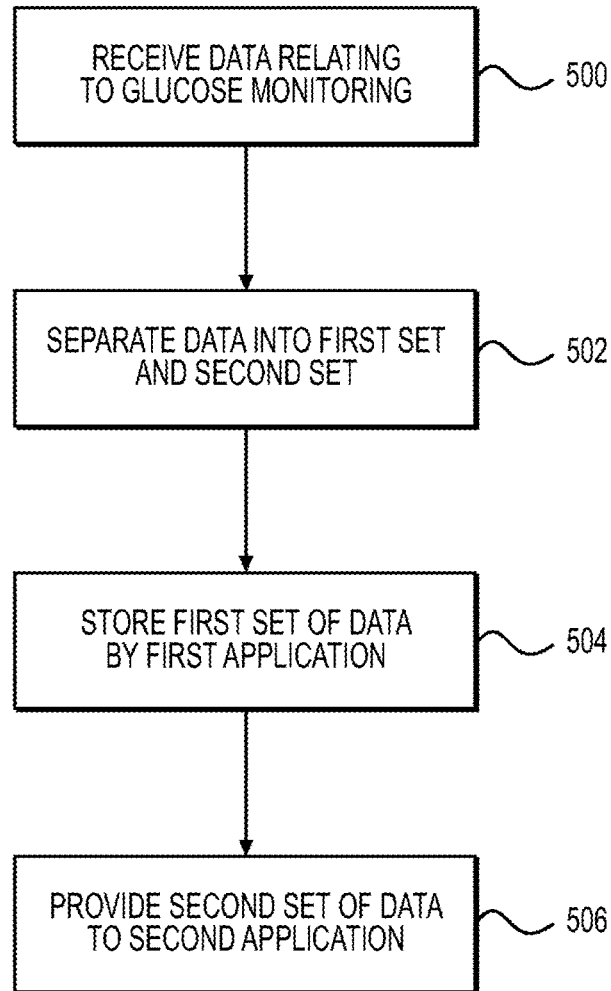 RECEIVE DATA RELATING
TO GLUCOSE MONITORING
500
SEPARATE DATA INTO FIRST SET
AND SECOND SET
502
STORE FIRST SET OF DATA
BY FIRST APPLICATION
504
PROVIDE SECOND SET OF DATA
TO SECOND APPLICATION
506